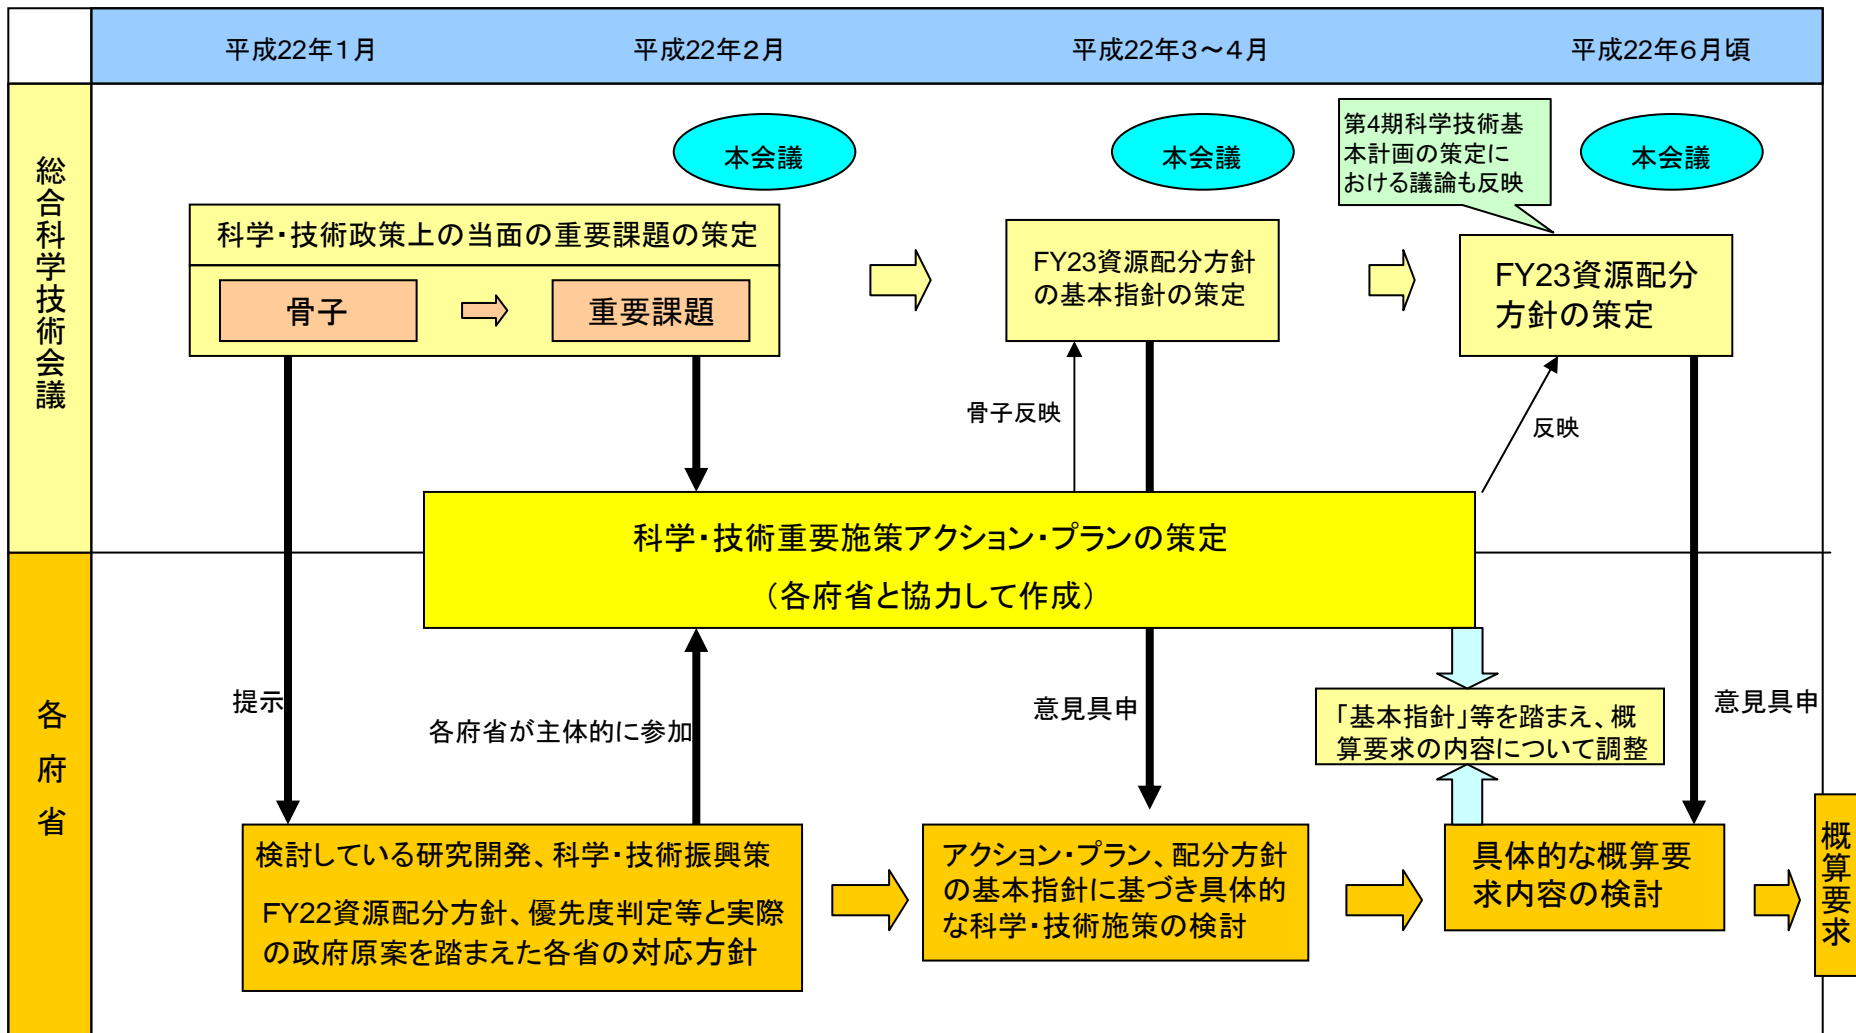 平成22年1月
平成22年2月
平成22年3～4月
平成22年6月頃
総合科学技術会議
本会議
本会議
第4期科学技術基
本計画の策定に
おける議論も反映
本会議
科学・技術政策上の当面の重要課題の策定
骨子
重要課題
FY23資源配分方針
の基本指針の策定
FY23資源配分
方針の策定
骨子反映
反映
科学・技術重要施策アクション・プランの策定
（各府省と協力して作成）
各府省
提示
各府省が主体的に参加
意見具申
「基本指針」等を踏まえ、概
算要求の内容について調整
意見具申
検討している研究開発、科学・技術振興策
FY22資源配分方針、優先度判定等と実際
の政府原案を踏まえた各省の対応方針
アクション・プラン、配分方針
の基本指針に基づき具体的
な科学・技術施策の検討
具体的な概算要
求内容の検討
概算要求